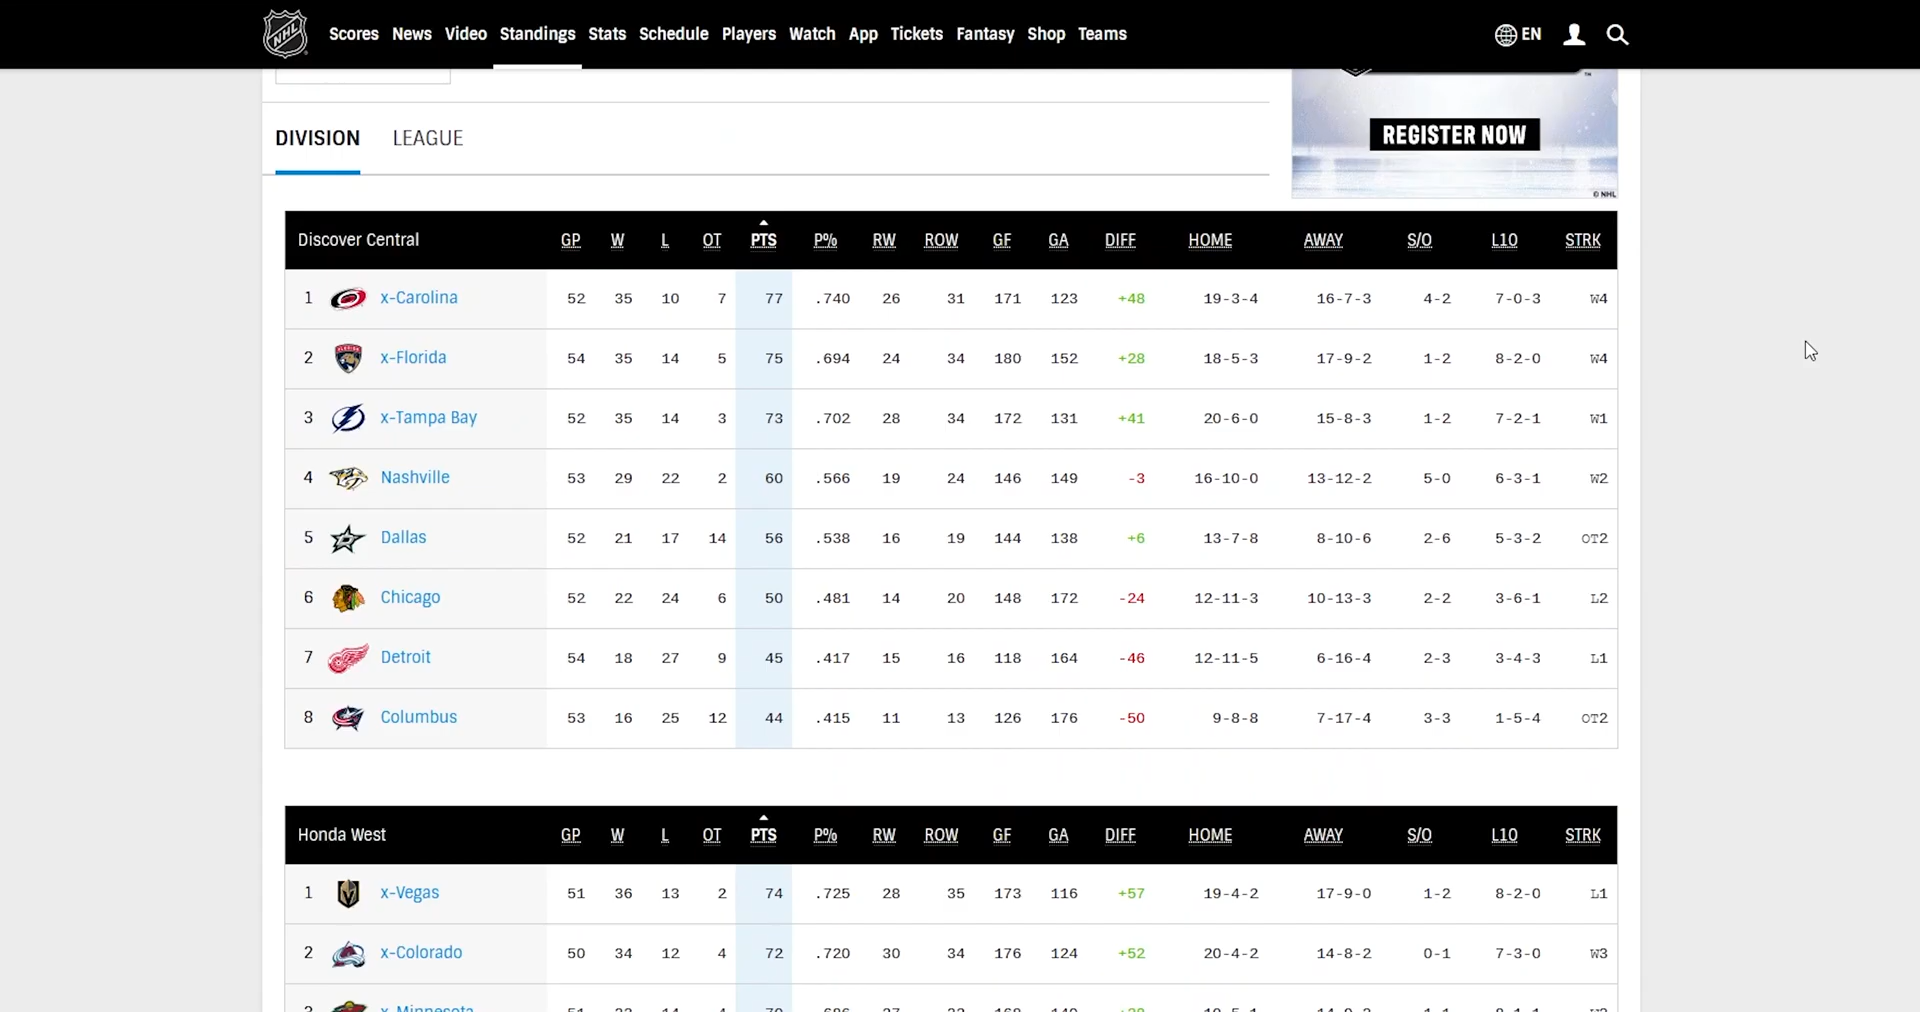 NHL Scores News Video Standings Stats Schedule Players Watch App Tickets Fantasy Shop Teams EN
DIVISION LEAGUE
REGISTER NOW
© NHL
Discover Central GP W L OT PTS P% RW ROW GF GA DIFF HOME AWAY S/O L10 STRK
1 x-Carolina 52 35 10 7 77 .740 26 31 171 123 +48 19-3-4 16-7-3 4-2 7-0-3 W4
2 x-Florida 54 35 14 5 75 .694 24 34 180 152 +28 18-5-3 17-9-2 1-2 8-2-0 W4
3 x-Tampa Bay 52 35 14 3 73 .702 28 34 172 131 +41 20-6-0 15-8-3 1-2 7-2-1 W1
4 Nashville 53 29 22 2 60 .566 19 24 146 149 -3 16-10-0 13-12-2 5-0 6-3-1 W2
5 Dallas 52 21 17 14 56 .538 16 19 144 138 +6 13-7-8 8-10-6 2-6 5-3-2 OT2
6 Chicago 52 22 24 6 50 .481 14 20 148 172 -24 12-11-3 10-13-3 2-2 3-6-1 L2
7 Detroit 54 18 27 9 45 .417 15 16 118 164 -46 12-11-5 6-16-4 2-3 3-4-3 L1
8 Columbus 53 16 25 12 44 .415 11 13 126 176 -50 9-8-8 7-17-4 3-3 1-5-4 OT2
Honda West GP W L OT PTS P% RW ROW GF GA DIFF HOME AWAY S/O L10 STRK
1 x-Vegas 51 36 13 2 74 .725 28 35 173 116 +57 19-4-2 17-9-0 1-2 8-2-0 L1
2 x-Colorado 50 34 12 4 72 .720 30 34 176 124 +52 20-4-2 14-8-2 0-1 7-3-0 W3
x-Minnesota